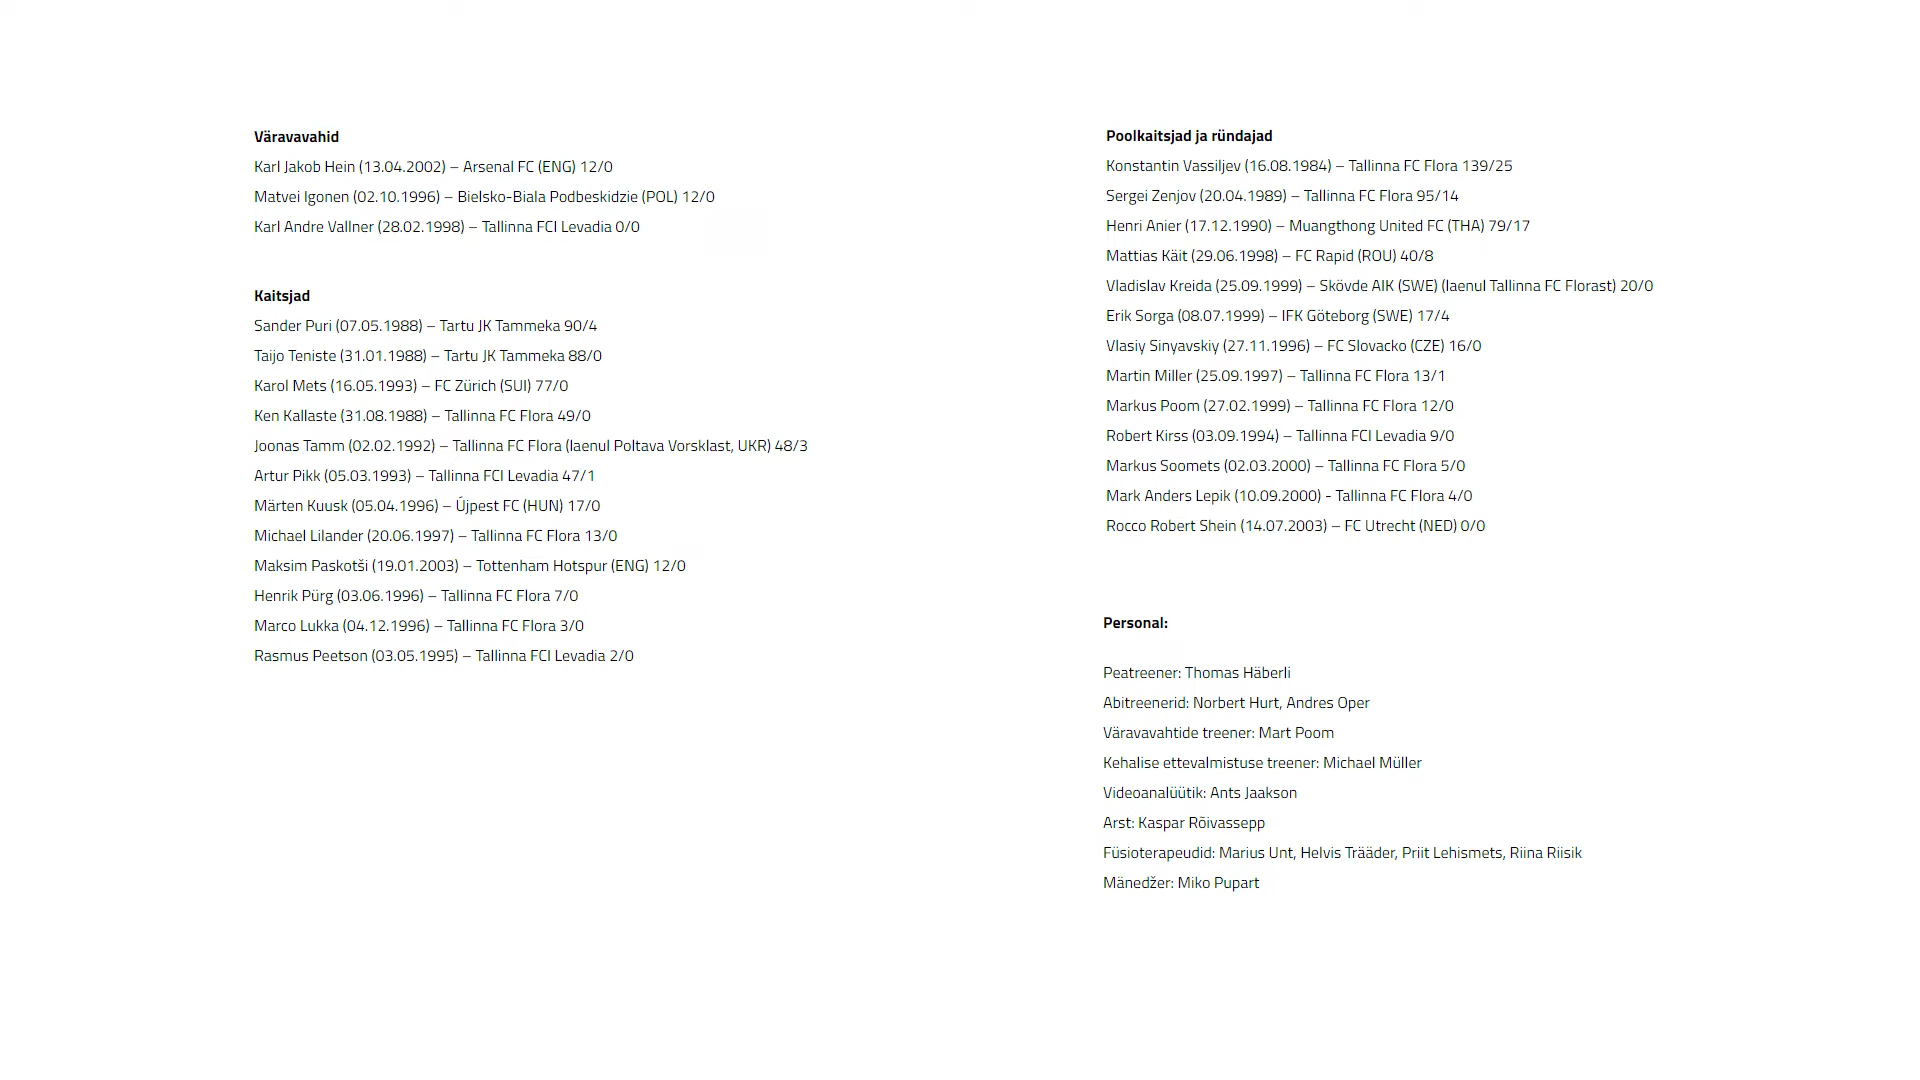 Väravavahid
Karl Jakob Hein (13.04.2002) – Arsenal FC (ENG) 12/0
Matvei Igonen (02.10.1996) – Bielsko-Biala Podbeskidzie (POL) 12/0
Karl Andre Vallner (28.02.1998) – Tallinna FCI Levadia 0/0
Kaitsjad
Sander Puri (07.05.1988) – Tartu JK Tammeka 90/4
Taijo Teniste (31.01.1988) – Tartu JK Tammeka 88/0
Karol Mets (16.05.1993) – FC Zürich (SUI) 77/0
Ken Kallaste (31.08.1988) – Tallinna FC Flora 49/0
Joonas Tamm (02.02.1992) – Tallinna FC Flora (laenul Poltava Vorsklast, UKR) 48/3
Artur Pikk (05.03.1993) – Tallinna FCI Levadia 47/1
Märten Kuusk (05.04.1996) – Újpest FC (HUN) 17/0
Michael Lilander (20.06.1997) – Tallinna FC Flora 13/0
Maksim Paskotši (19.01.2003) – Tottenham Hotspur (ENG) 12/0
Henrik Pürg (03.06.1996) – Tallinna FC Flora 7/0
Marco Lukka (04.12.1996) – Tallinna FC Flora 3/0
Rasmus Peetson (03.05.1995) – Tallinna FCI Levadia 2/0
Poolkaitsjad ja ründajad
Konstantin Vassiljev (16.08.1984) – Tallinna FC Flora 139/25
Sergei Zenjov (20.04.1989) – Tallinna FC Flora 95/14
Henri Anier (17.12.1990) – Muangthong United FC (THA) 79/17
Mattias Käit (29.06.1998) – FC Rapid (ROU) 40/8
Vladislav Kreida (25.09.1999) – Skövde AIK (SWE) (laenul Tallinna FC Florast) 20/0
Erik Sorga (08.07.1999) – IFK Göteborg (SWE) 17/4
Vlasiy Sinyavskiy (27.11.1996) – FC Slovacko (CZE) 16/0
Martin Miller (25.09.1997) – Tallinna FC Flora 13/1
Markus Poom (27.02.1999) – Tallinna FC Flora 12/0
Robert Kirss (03.09.1994) – Tallinna FCI Levadia 9/0
Markus Soomets (02.03.2000) – Tallinna FC Flora 5/0
Mark Anders Lepik (10.09.2000) - Tallinna FC Flora 4/0
Rocco Robert Shein (14.07.2003) – FC Utrecht (NED) 0/0
Personal:
Peatreener: Thomas Häberli
Abitreenerid: Norbert Hurt, Andres Oper
Väravavahtide treener: Mart Poom
Kehalise ettevalmistuse treener: Michael Müller
Videoanalüütik: Ants Jaakson
Arst: Kaspar Rõivassepp
Füsioterapeudid: Marius Unt, Helvis Trääder, Priit Lehismets, Riina Riisik
Mänedžer: Miko Pupart